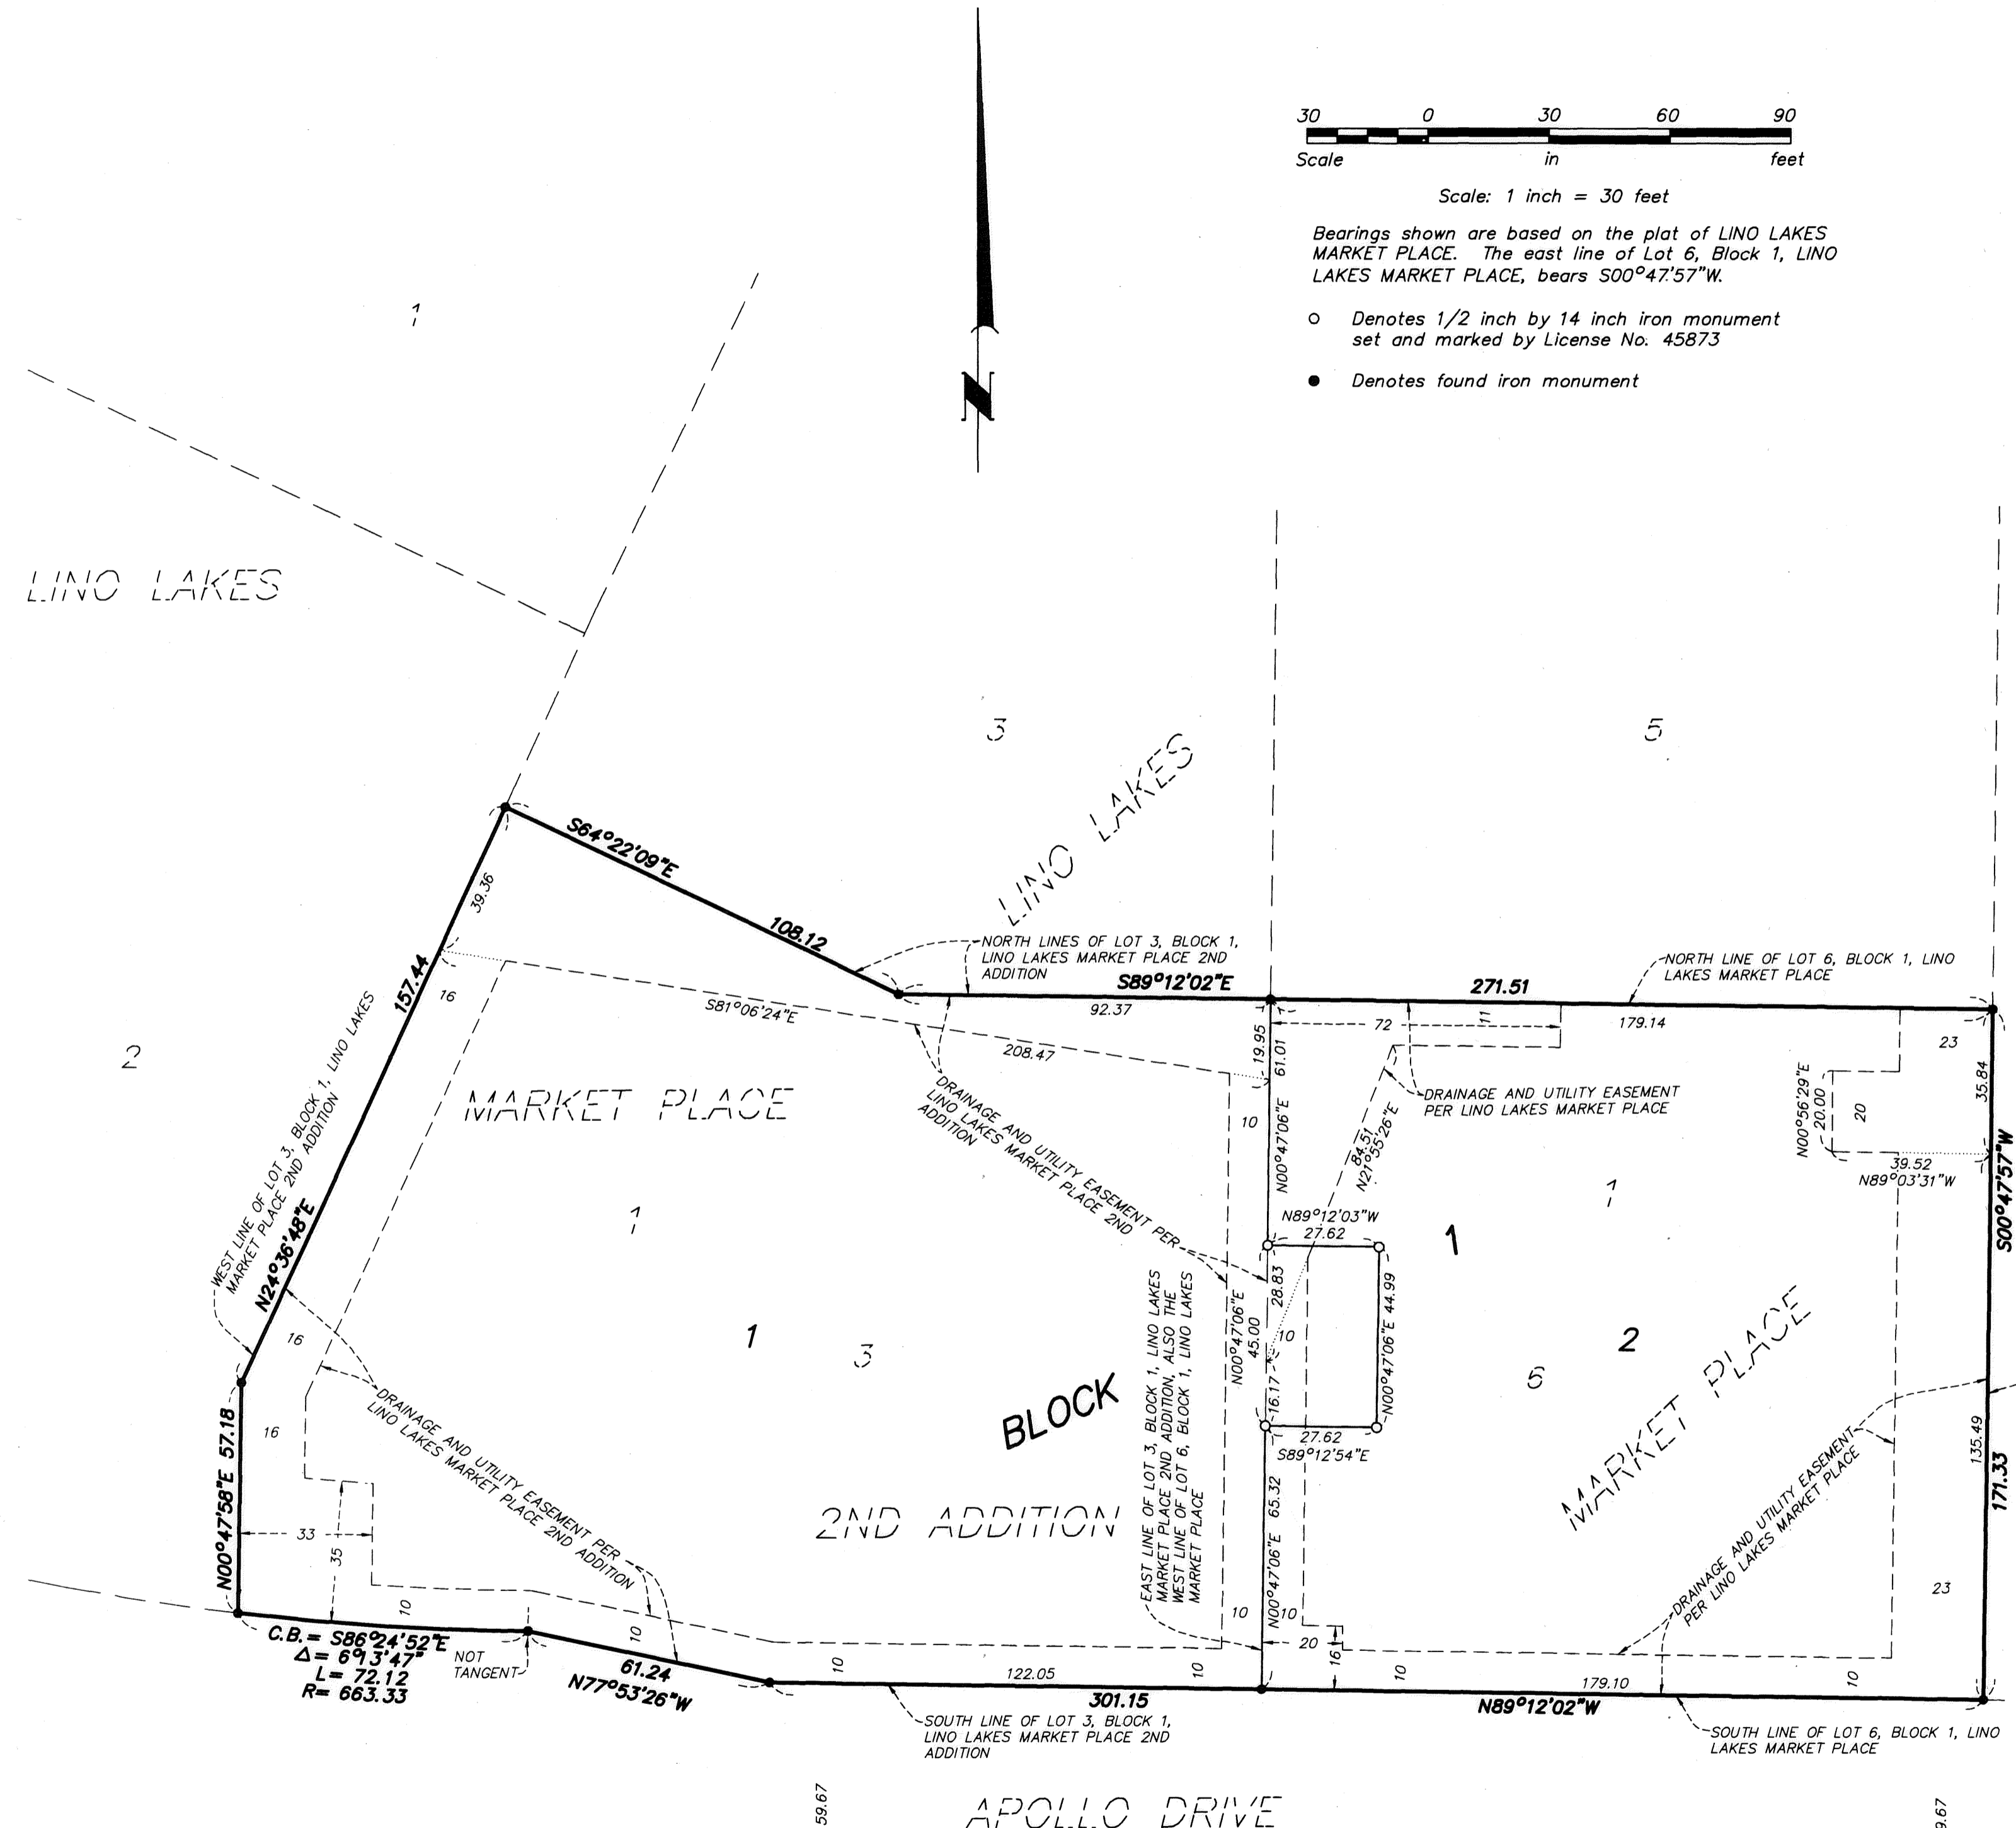 30 0 30 60 90
Scale in feet
Scale: 1 inch = 30 feet
Bearings shown are based on the plat of LINO LAKES
MARKET PLACE. The east line of Lot 6, Block 1, LINO
LAKES MARKET PLACE, bears S00°47'57"W.
Denotes 1/2 inch by 14 inch iron monument
set and marked by License No. 45873
Denotes found iron monument
N
1
LINO LAKES
3
5
LINO LAKES
S64°22'09"E
108.12
39.36
157.44
16
N24°36'48"E
WEST LINE OF LOT 3, BLOCK 1, LINO LAKES
MARKET PLACE 2ND ADDITION
2
NORTH LINES OF LOT 3, BLOCK 1,
LINO LAKES MARKET PLACE 2ND
ADDITION
S89°12'02"E
92.37
271.51
NORTH LINE OF LOT 6, BLOCK 1, LINO
LAKES MARKET PLACE
72
11
179.14
23
S81°06'24"E
208.47
19.95
61.01
N00°47'06"E
10
MARKET PLACE
DRAINAGE AND UTILITY EASEMENT PER
LINO LAKES MARKET PLACE 2ND
ADDITION
DRAINAGE AND UTILITY EASEMENT
PER LINO LAKES MARKET PLACE
84.51
N21°55'26"E
N00°56'29"E
20.00
20
35.84
39.52
N89°03'31"W
S00°47'57"W
171.33
135.49
1
1
1
N89°12'03"W
27.62
28.83
N00°47'06"E
45.00
10
16.17
N00°47'06"E 44.99
27.62
S89°12'54"E
1
3
2
6
BLOCK
MARKET PLACE
EAST LINE OF LOT 3, BLOCK 1, LINO LAKES
MARKET PLACE 2ND ADDITION, ALSO THE
WEST LINE OF LOT 6, BLOCK 1, LINO LAKES
MARKET PLACE
16
16
N00°47'58"E 57.18
DRAINAGE AND UTILITY EASEMENT PER
LINO LAKES MARKET PLACE 2ND ADDITION
2ND ADDITION
33
35
N00°47'06"E 65.32
DRAINAGE AND UTILITY EASEMENT
PER LINO LAKES MARKET PLACE
23
10
10
10
10
20
16
C.B.= S86°24'52"E
Δ= 6°13'47"
L= 72.12
R= 663.33
NOT
TANGENT
61.24
N77°53'26"W
10
122.05
10
301.15
10
179.10
10
N89°12'02"W
SOUTH LINE OF LOT 3, BLOCK 1,
LINO LAKES MARKET PLACE 2ND
ADDITION
SOUTH LINE OF LOT 6, BLOCK 1, LINO
LAKES MARKET PLACE
59.67
APOLLO DRIVE
9.67